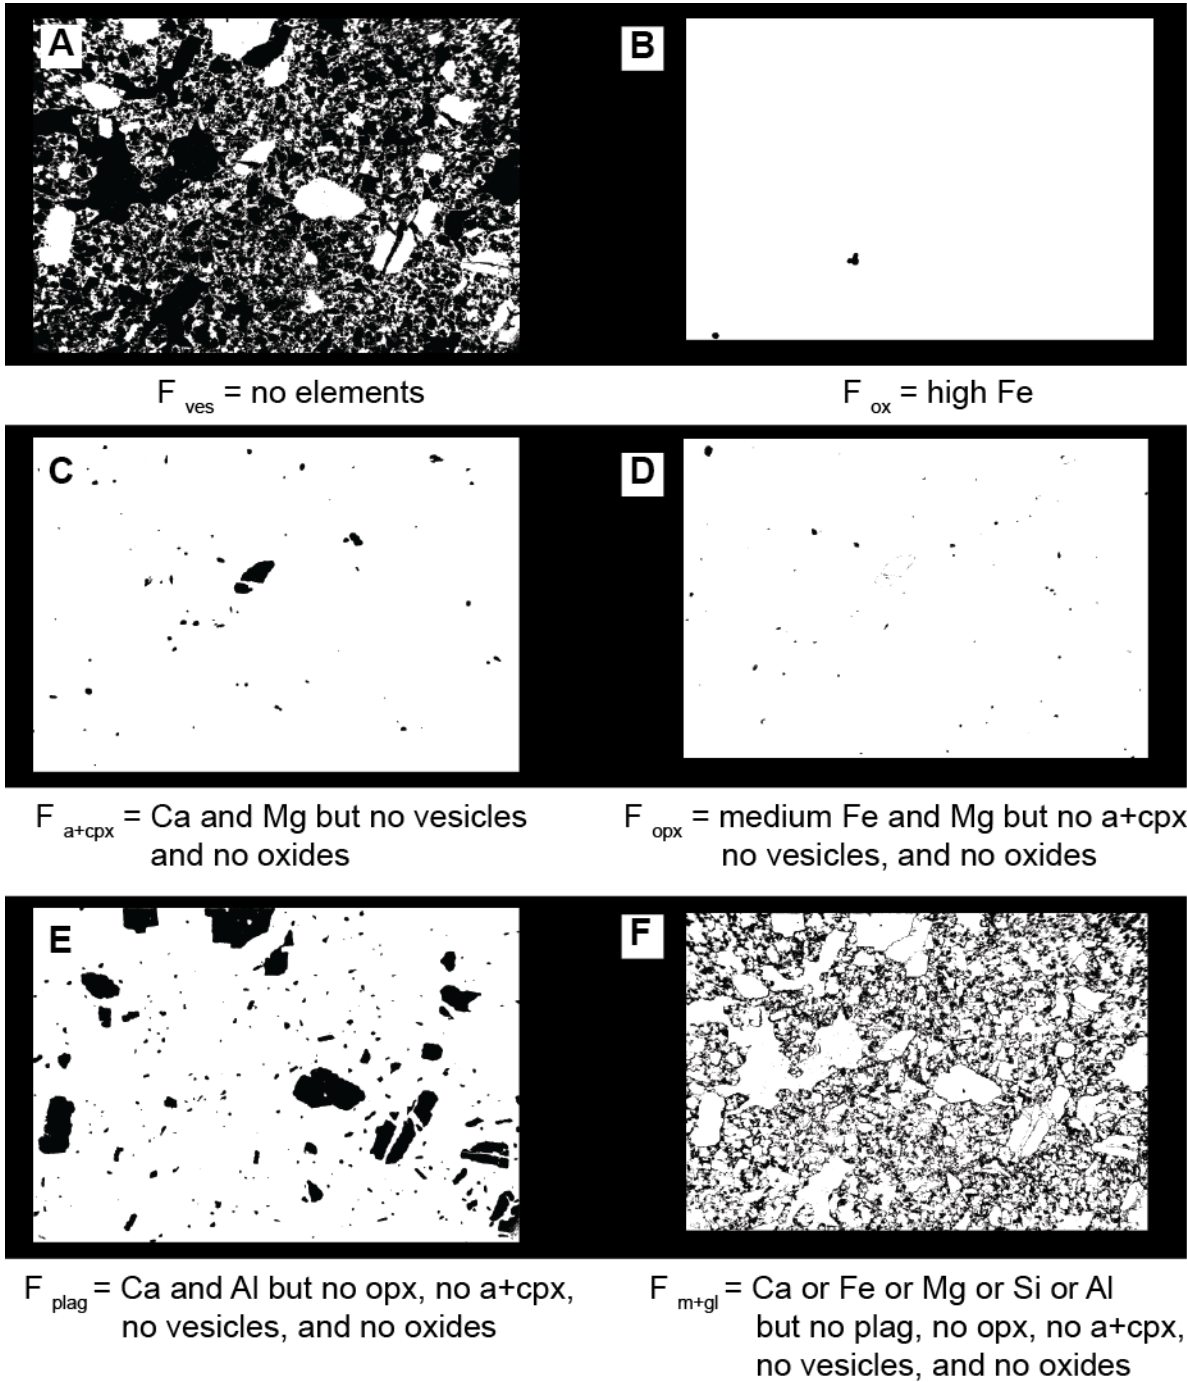 A
B
F ves = no elements
F ox = high Fe
C
D
F a+cpx = Ca and Mg but no vesicles
and no oxides
F opx = medium Fe and Mg but no a+cpx
no vesicles, and no oxides
E
F
F plag = Ca and Al but no opx, no a+cpx,
no vesicles, and no oxides
F m+gl = Ca or Fe or Mg or Si or Al
but no plag, no opx, no a+cpx,
no vesicles, and no oxides